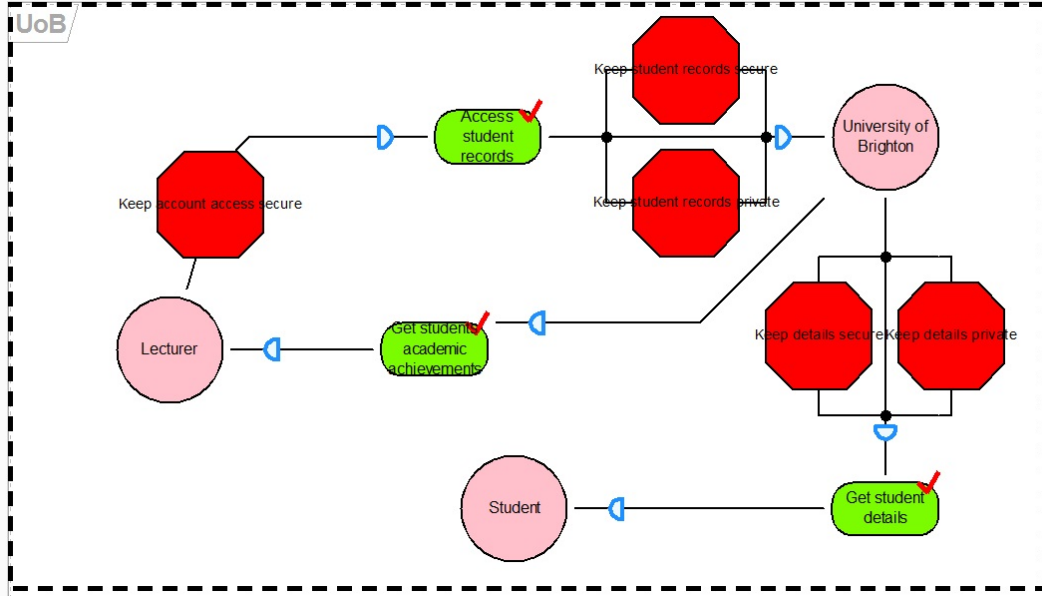 UoB
Keep student records secure
Access
student
records
University of
Brighton
Keep account access secure
Keep student records private
Get students
academic
achievements
Lecturer
Keep details secure
Keep details private
Student
Get student
details